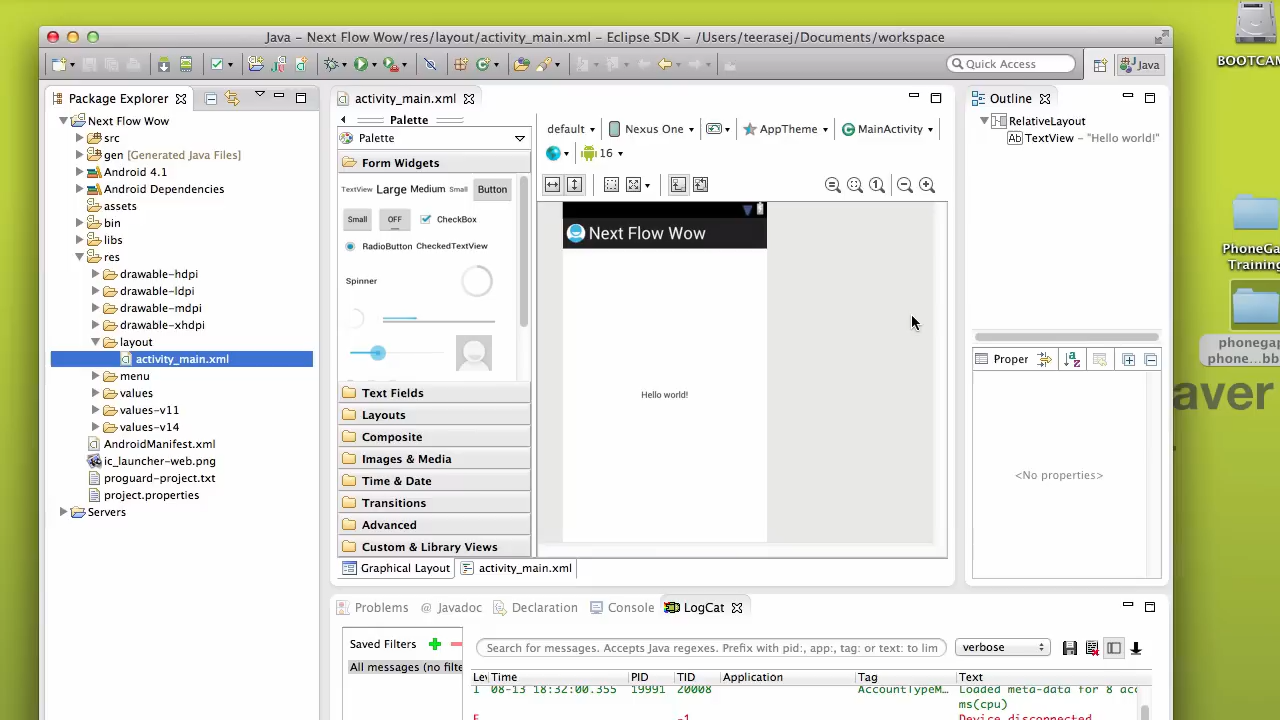 Java – Next Flow Wow/res/layout/activity_main.xml – Eclipse SDK – /Users/theerasej/Documents/workspace
Quick Access
Java
Package Explorer
Next Flow Wow
src
gen [Generated Java Files]
Android 4.1
Android Dependencies
assets
bin
libs
res
drawable-hdpi
drawable-ldpi
drawable-mdpi
drawable-xhdpi
layout
activity_main.xml
menu
values
values-v11
values-v14
AndroidManifest.xml
ic_launcher-web.png
proguard-project.txt
project.properties
Servers
activity_main.xml
Palette
Palette
Form Widgets
TextView Large Medium Small Button
Small OFF CheckBox
RadioButton CheckedTextView
Spinner
Text Fields
Layouts
Composite
Images & Media
Time & Date
Transitions
Advanced
Custom & Library Views
Graphical Layout
activity_main.xml
default Nexus One AppTheme MainActivity
16
1
Next Flow Wow
Hello world!
Outline
RelativeLayout
Ab TextView – "Hello world!"
Proper
<No properties>
Problems @ Javadoc Declaration Console LogCat
Saved Filters
All messages (no filte
Search for messages. Accepts Java regexes. Prefix with pid:, app:, tag: or text: to lim
verbose
Time PID TID Application Tag Text
I 08-13 18:32:00.355 19991 20008 AccountTypeM… Loaded meta-data for 8 acc
ms(cpu)
E -1 Device disconnected
BOOTCAM
PhoneGa
Training
phonegap
phone...bb
aver